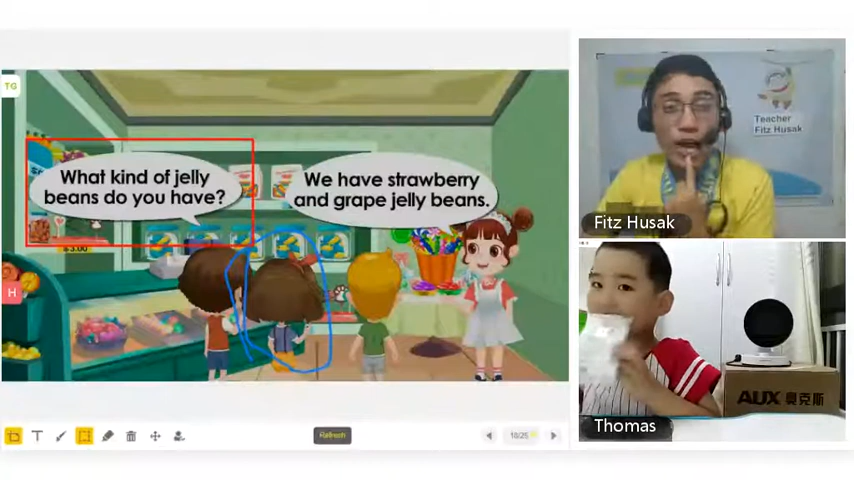 TG
What kind of jelly
beans do you have?
We have strawberry
and grape jelly beans.
$3.00
H
Teacher
Fitz Husak
Fitz Husak
AUX 奥克斯
Thomas
T
Refresh